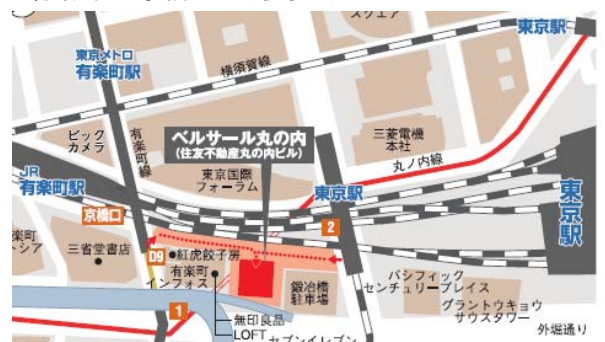 スクエア
東京駅
東京メトロ
有楽町駅
横須賀線
ビック
カメラ
有楽町線
ベルサール丸の内
(住友不動産丸の内ビル)
三菱電機
本社
丸ノ内線
東京国際
フォーラム
東京駅
JR
有楽町駅
京橋口
2
東京駅
三省堂書店
D9
紅虎餃子房
有楽町
インフォス
鍛冶橋
駐車場
パシフィック
センチュリープレイス
グラントウキョウ
サウスタワー
1
無印良品
LOFT
セブンイレブン
外堀通り